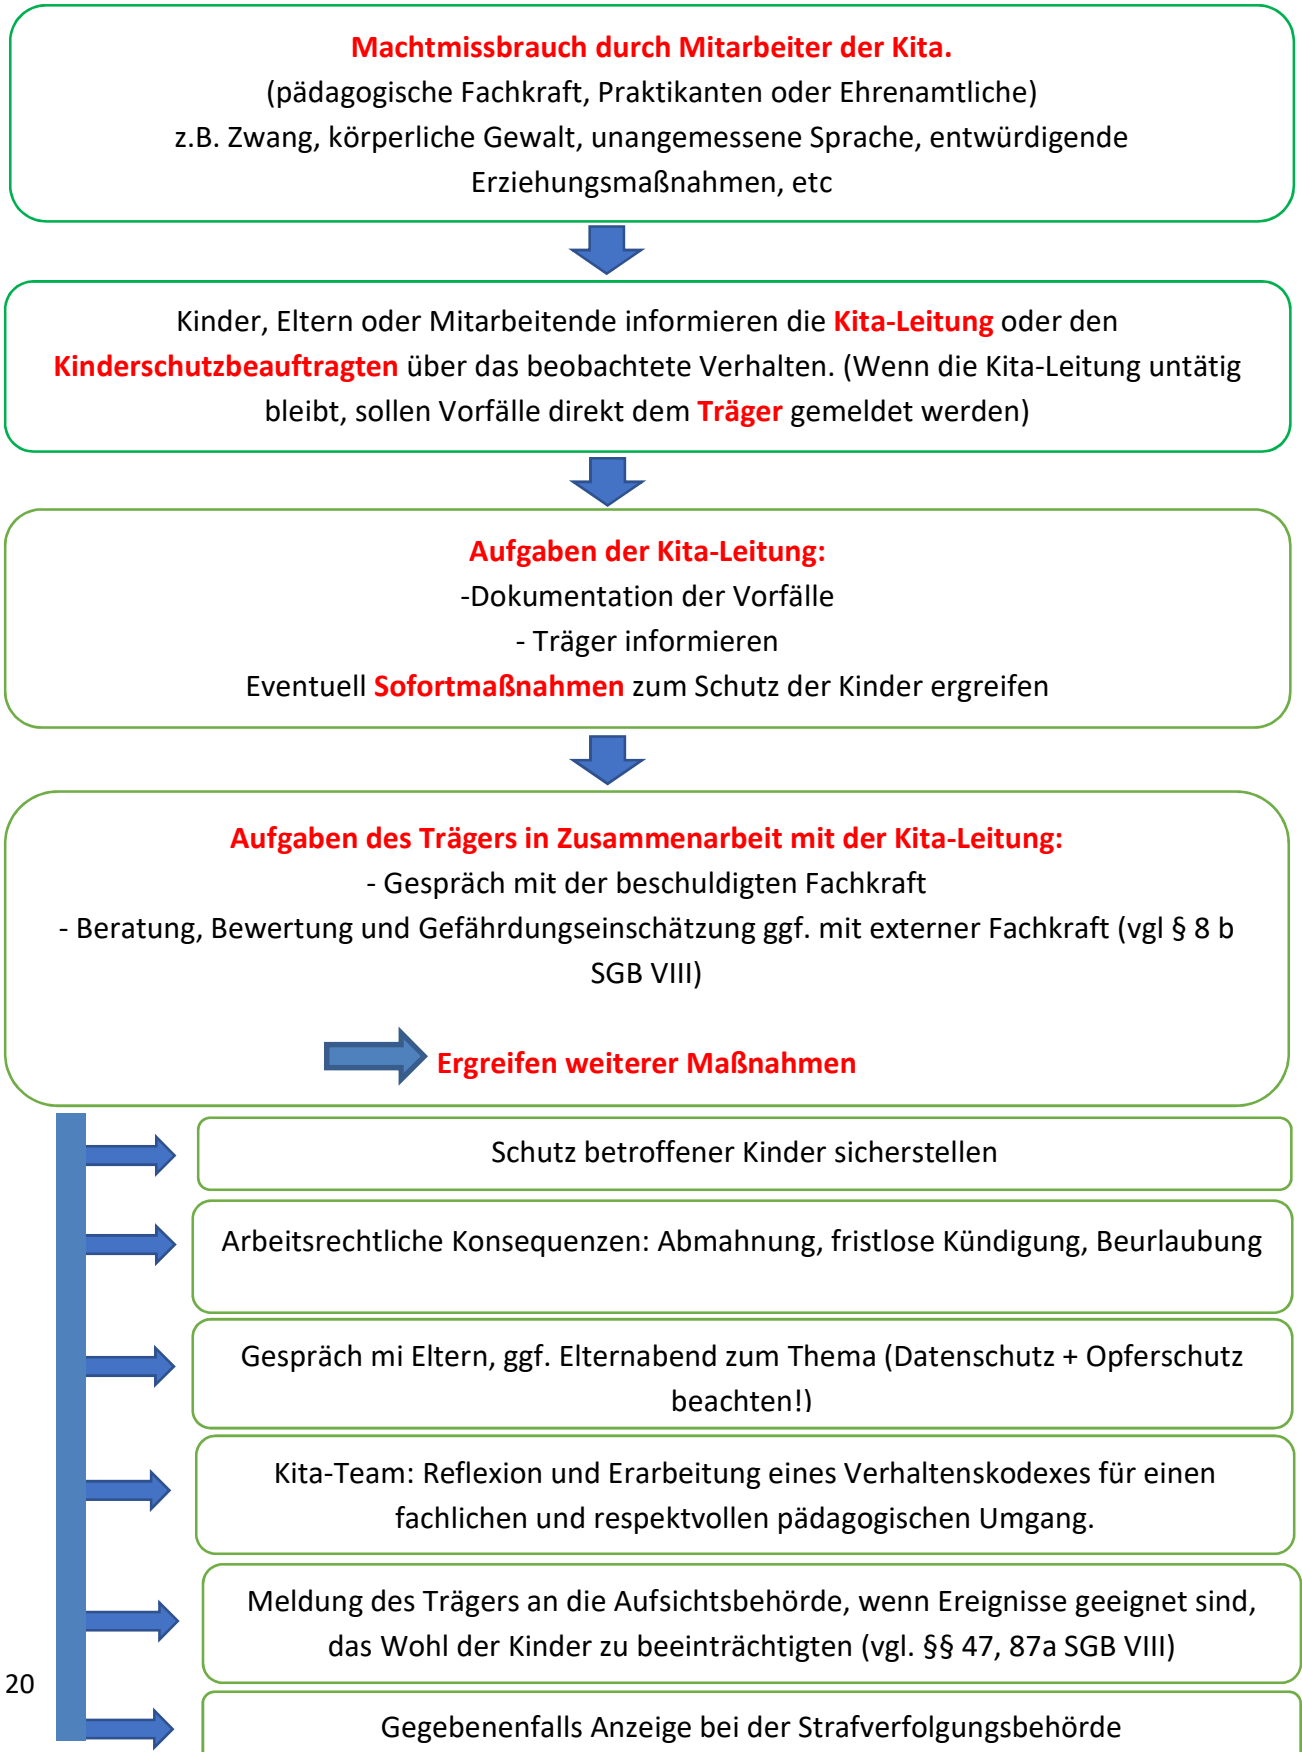 Machtmissbrauch durch Mitarbeiter der Kita.
(pädagogische Fachkraft, Praktikanten oder Ehrenamtliche)
z.B. Zwang, körperliche Gewalt, unangemessene Sprache, entwürdigende
Erziehungsmaßnahmen, etc
Kinder, Eltern oder Mitarbeitende informieren die Kita-Leitung oder den
Kinderschutzbeauftragten über das beobachtete Verhalten. (Wenn die Kita-Leitung untätig
bleibt, sollen Vorfälle direkt dem Träger gemeldet werden)
Aufgaben der Kita-Leitung:
-Dokumentation der Vorfälle
- Träger informieren
Eventuell Sofortmaßnahmen zum Schutz der Kinder ergreifen
Aufgaben des Trägers in Zusammenarbeit mit der Kita-Leitung:
- Gespräch mit der beschuldigten Fachkraft
- Beratung, Bewertung und Gefährdungseinschätzung ggf. mit externer Fachkraft (vgl § 8 b
SGB VIII)
Ergreifen weiterer Maßnahmen
Schutz betroffener Kinder sicherstellen
Arbeitsrechtliche Konsequenzen: Abmahnung, fristlose Kündigung, Beurlaubung
Gespräch mi Eltern, ggf. Elternabend zum Thema (Datenschutz + Opferschutz
beachten!)
Kita-Team: Reflexion und Erarbeitung eines Verhaltenskodexes für einen
fachlichen und respektvollen pädagogischen Umgang.
Meldung des Trägers an die Aufsichtsbehörde, wenn Ereignisse geeignet sind,
das Wohl der Kinder zu beeinträchtigten (vgl. §§ 47, 87a SGB VIII)
20
Gegebenenfalls Anzeige bei der Strafverfolgungsbehörde